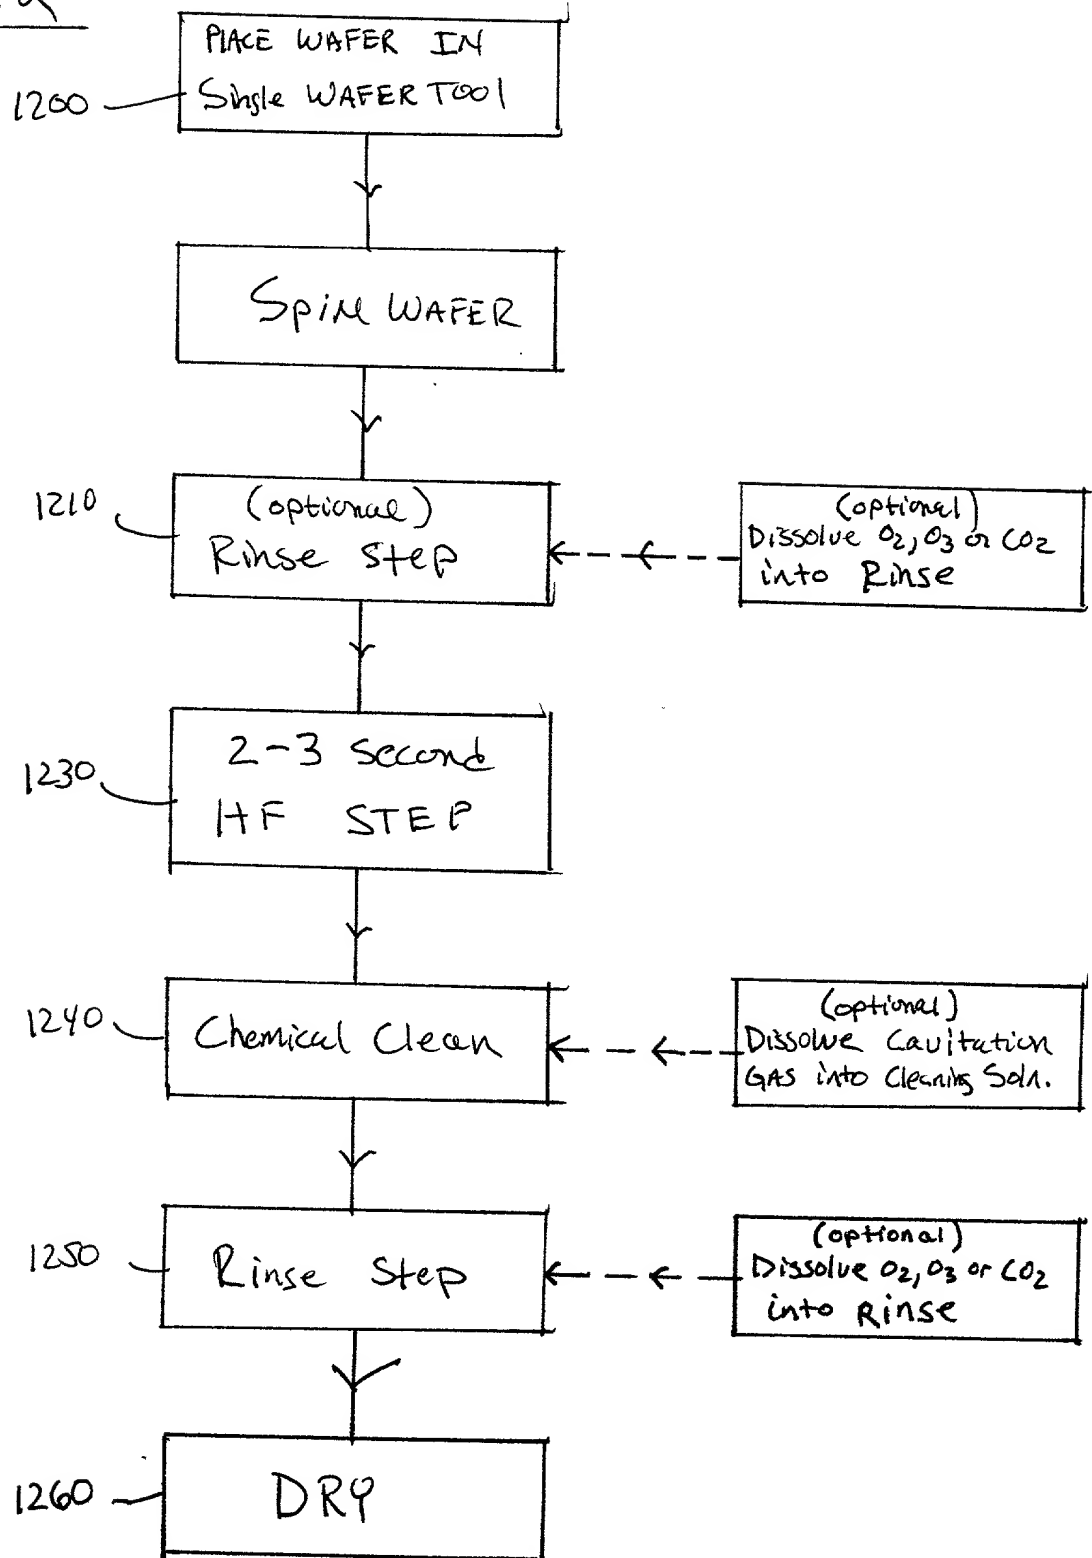 PLACE WAFER IN
1200
Single WAFER TOOL
Spin WAFER
1210
(optional)
Rinse Step
(optional)
Dissolve O2, O3 or CO2
into Rinse
1230
2-3 Second
HF STEP
1240
Chemical Clean
(optional)
Dissolve Cavitation
GAS into Cleaning Soln.
1250
Rinse Step
(optional)
Dissolve O2, O3 or CO2
into Rinse
1260
DRY